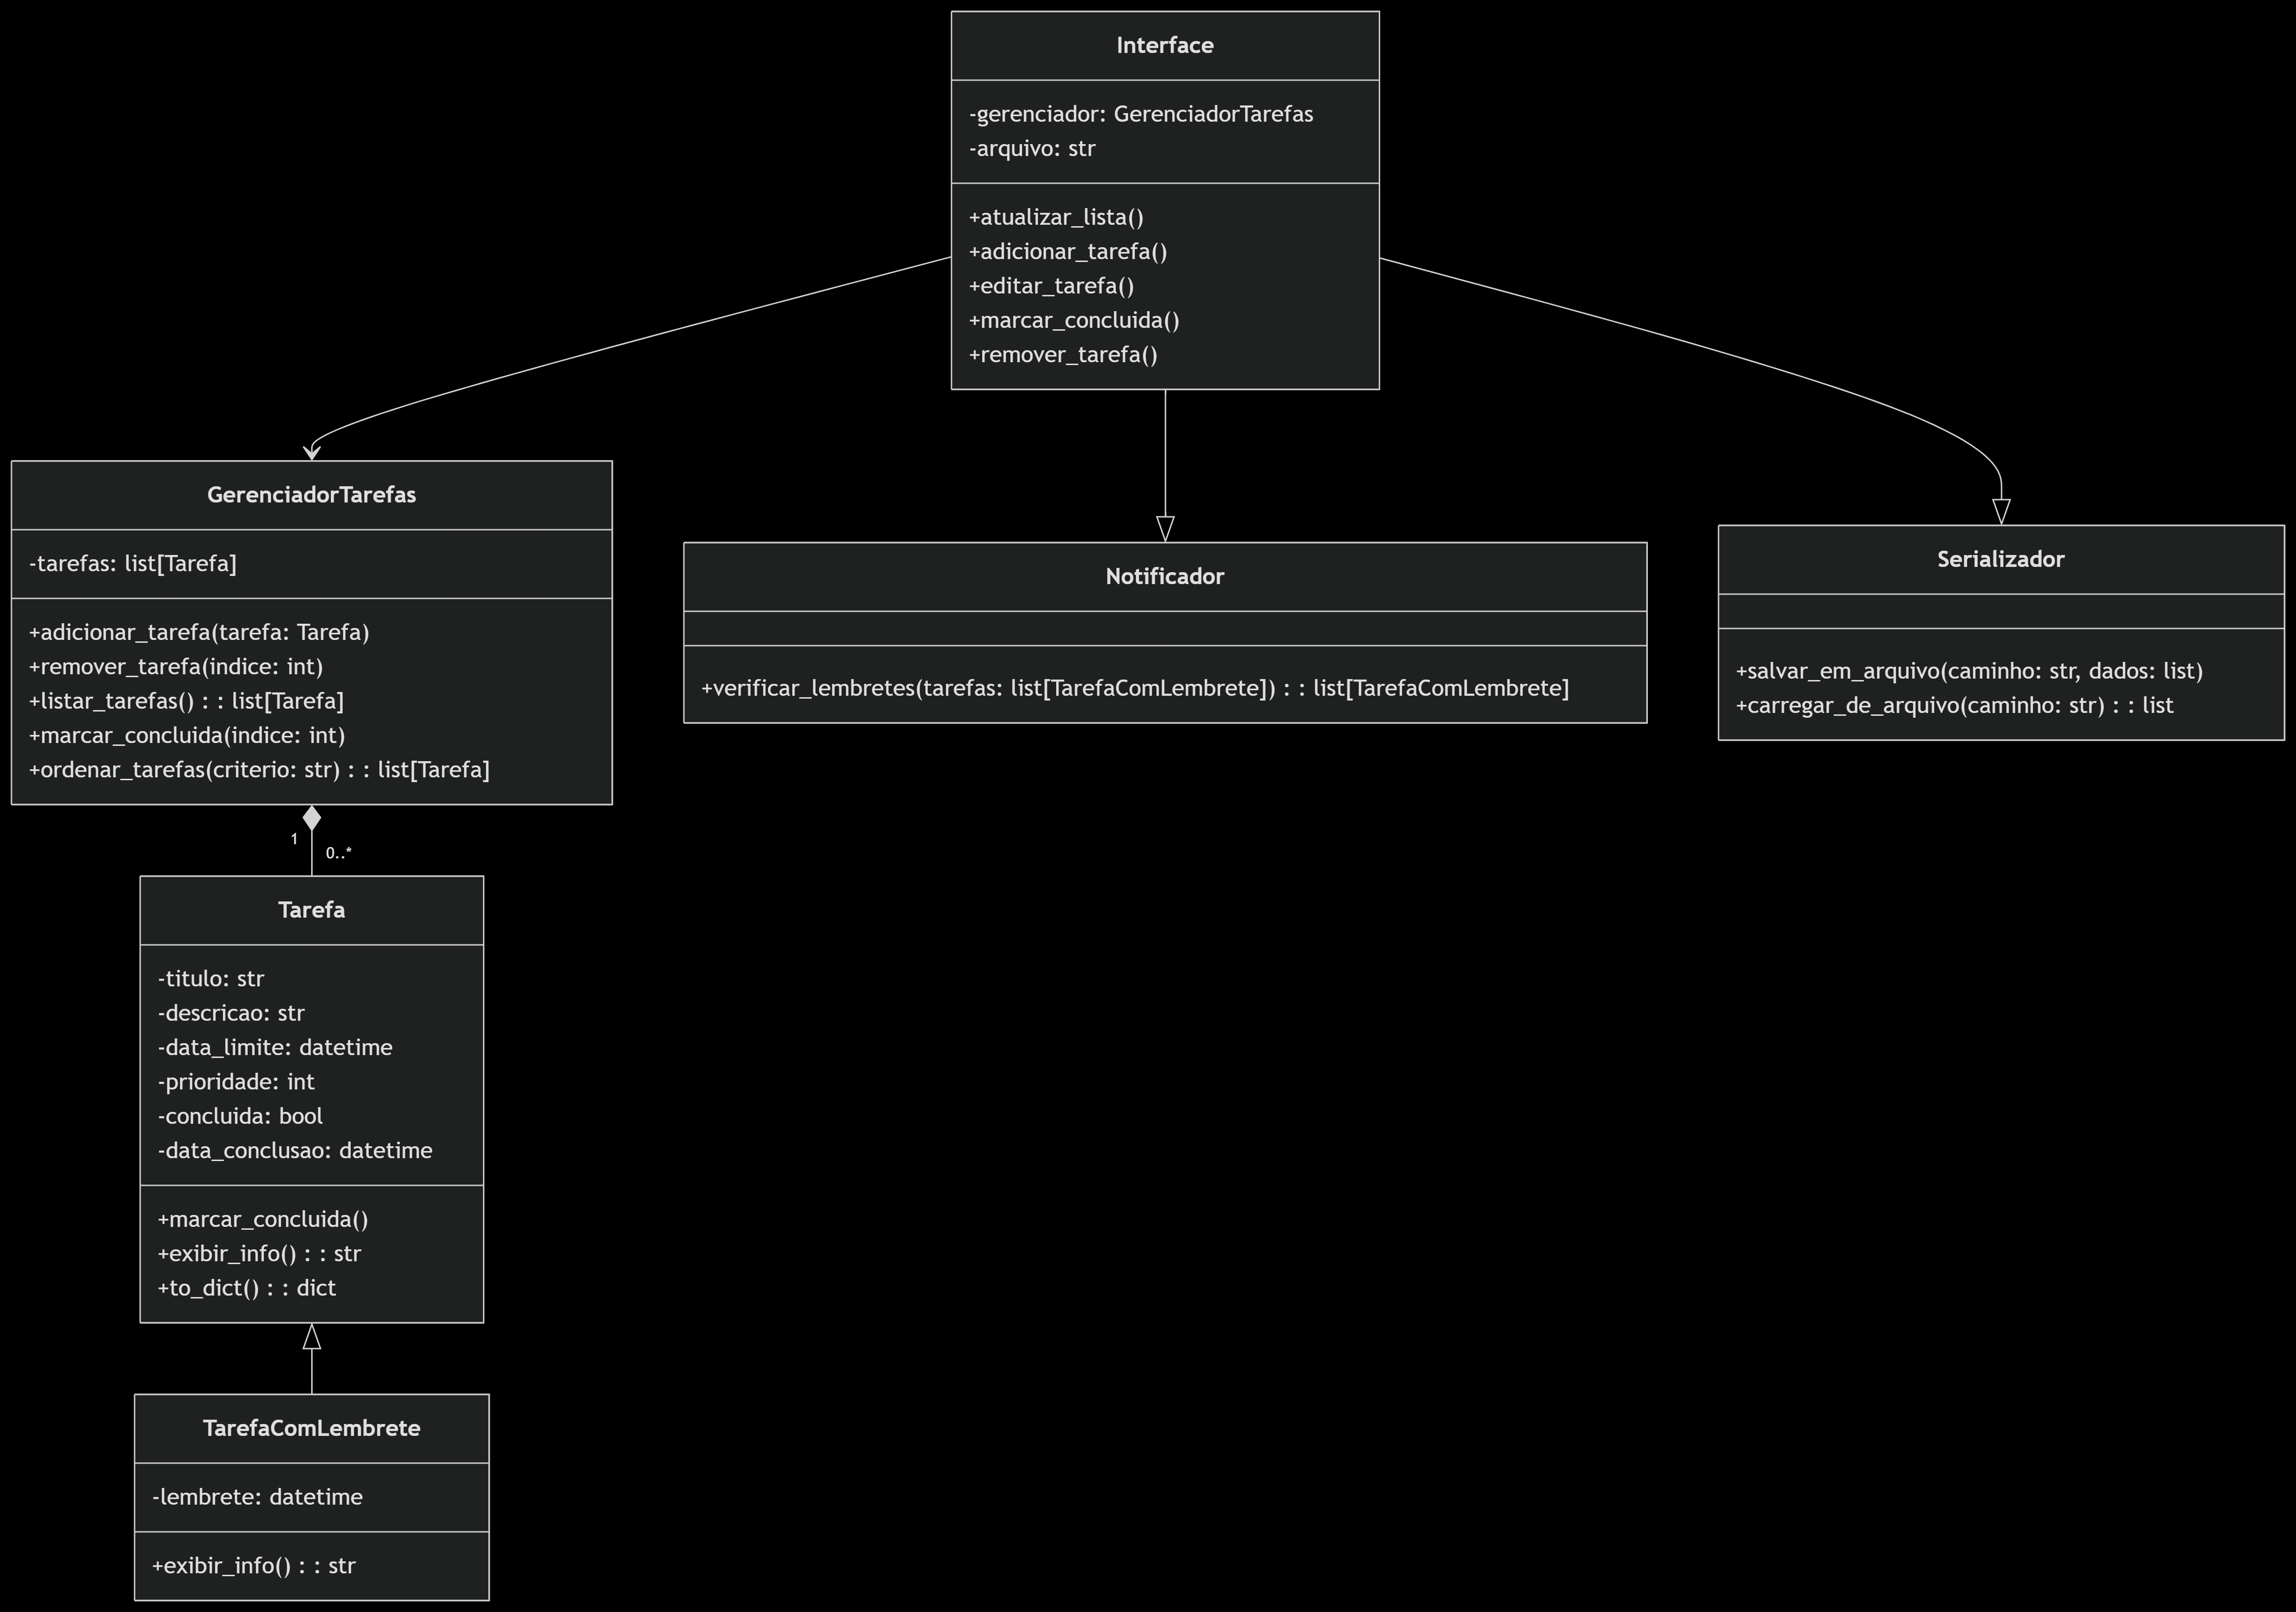 Interface
-gerenciador: GerenciadorTarefas
-arquivo: str
+atualizar_lista()
+adicionar_tarefa()
+editar_tarefa()
+marcar_concluida()
+remover_tarefa()
GerenciadorTarefas
-tarefas: list[Tarefa]
+adicionar_tarefa(tarefa: Tarefa)
+remover_tarefa(indice: int)
+listar_tarefas() : : list[Tarefa]
+marcar_concluida(indice: int)
+ordenar_tarefas(criterio: str) : : list[Tarefa]
Notificador
+verificar_lembretes(tarefas: list[TarefaComLembrete]) : : list[TarefaComLembrete]
Serializador
+salvar_em_arquivo(caminho: str, dados: list)
+carregar_de_arquivo(caminho: str) : : list
1
0..*
Tarefa
-titulo: str
-descricao: str
-data_limite: datetime
-prioridade: int
-concluida: bool
-data_conclusao: datetime
+marcar_concluida()
+exibir_info() : : str
+to_dict() : : dict
TarefaComLembrete
-lembrete: datetime
+exibir_info() : : str